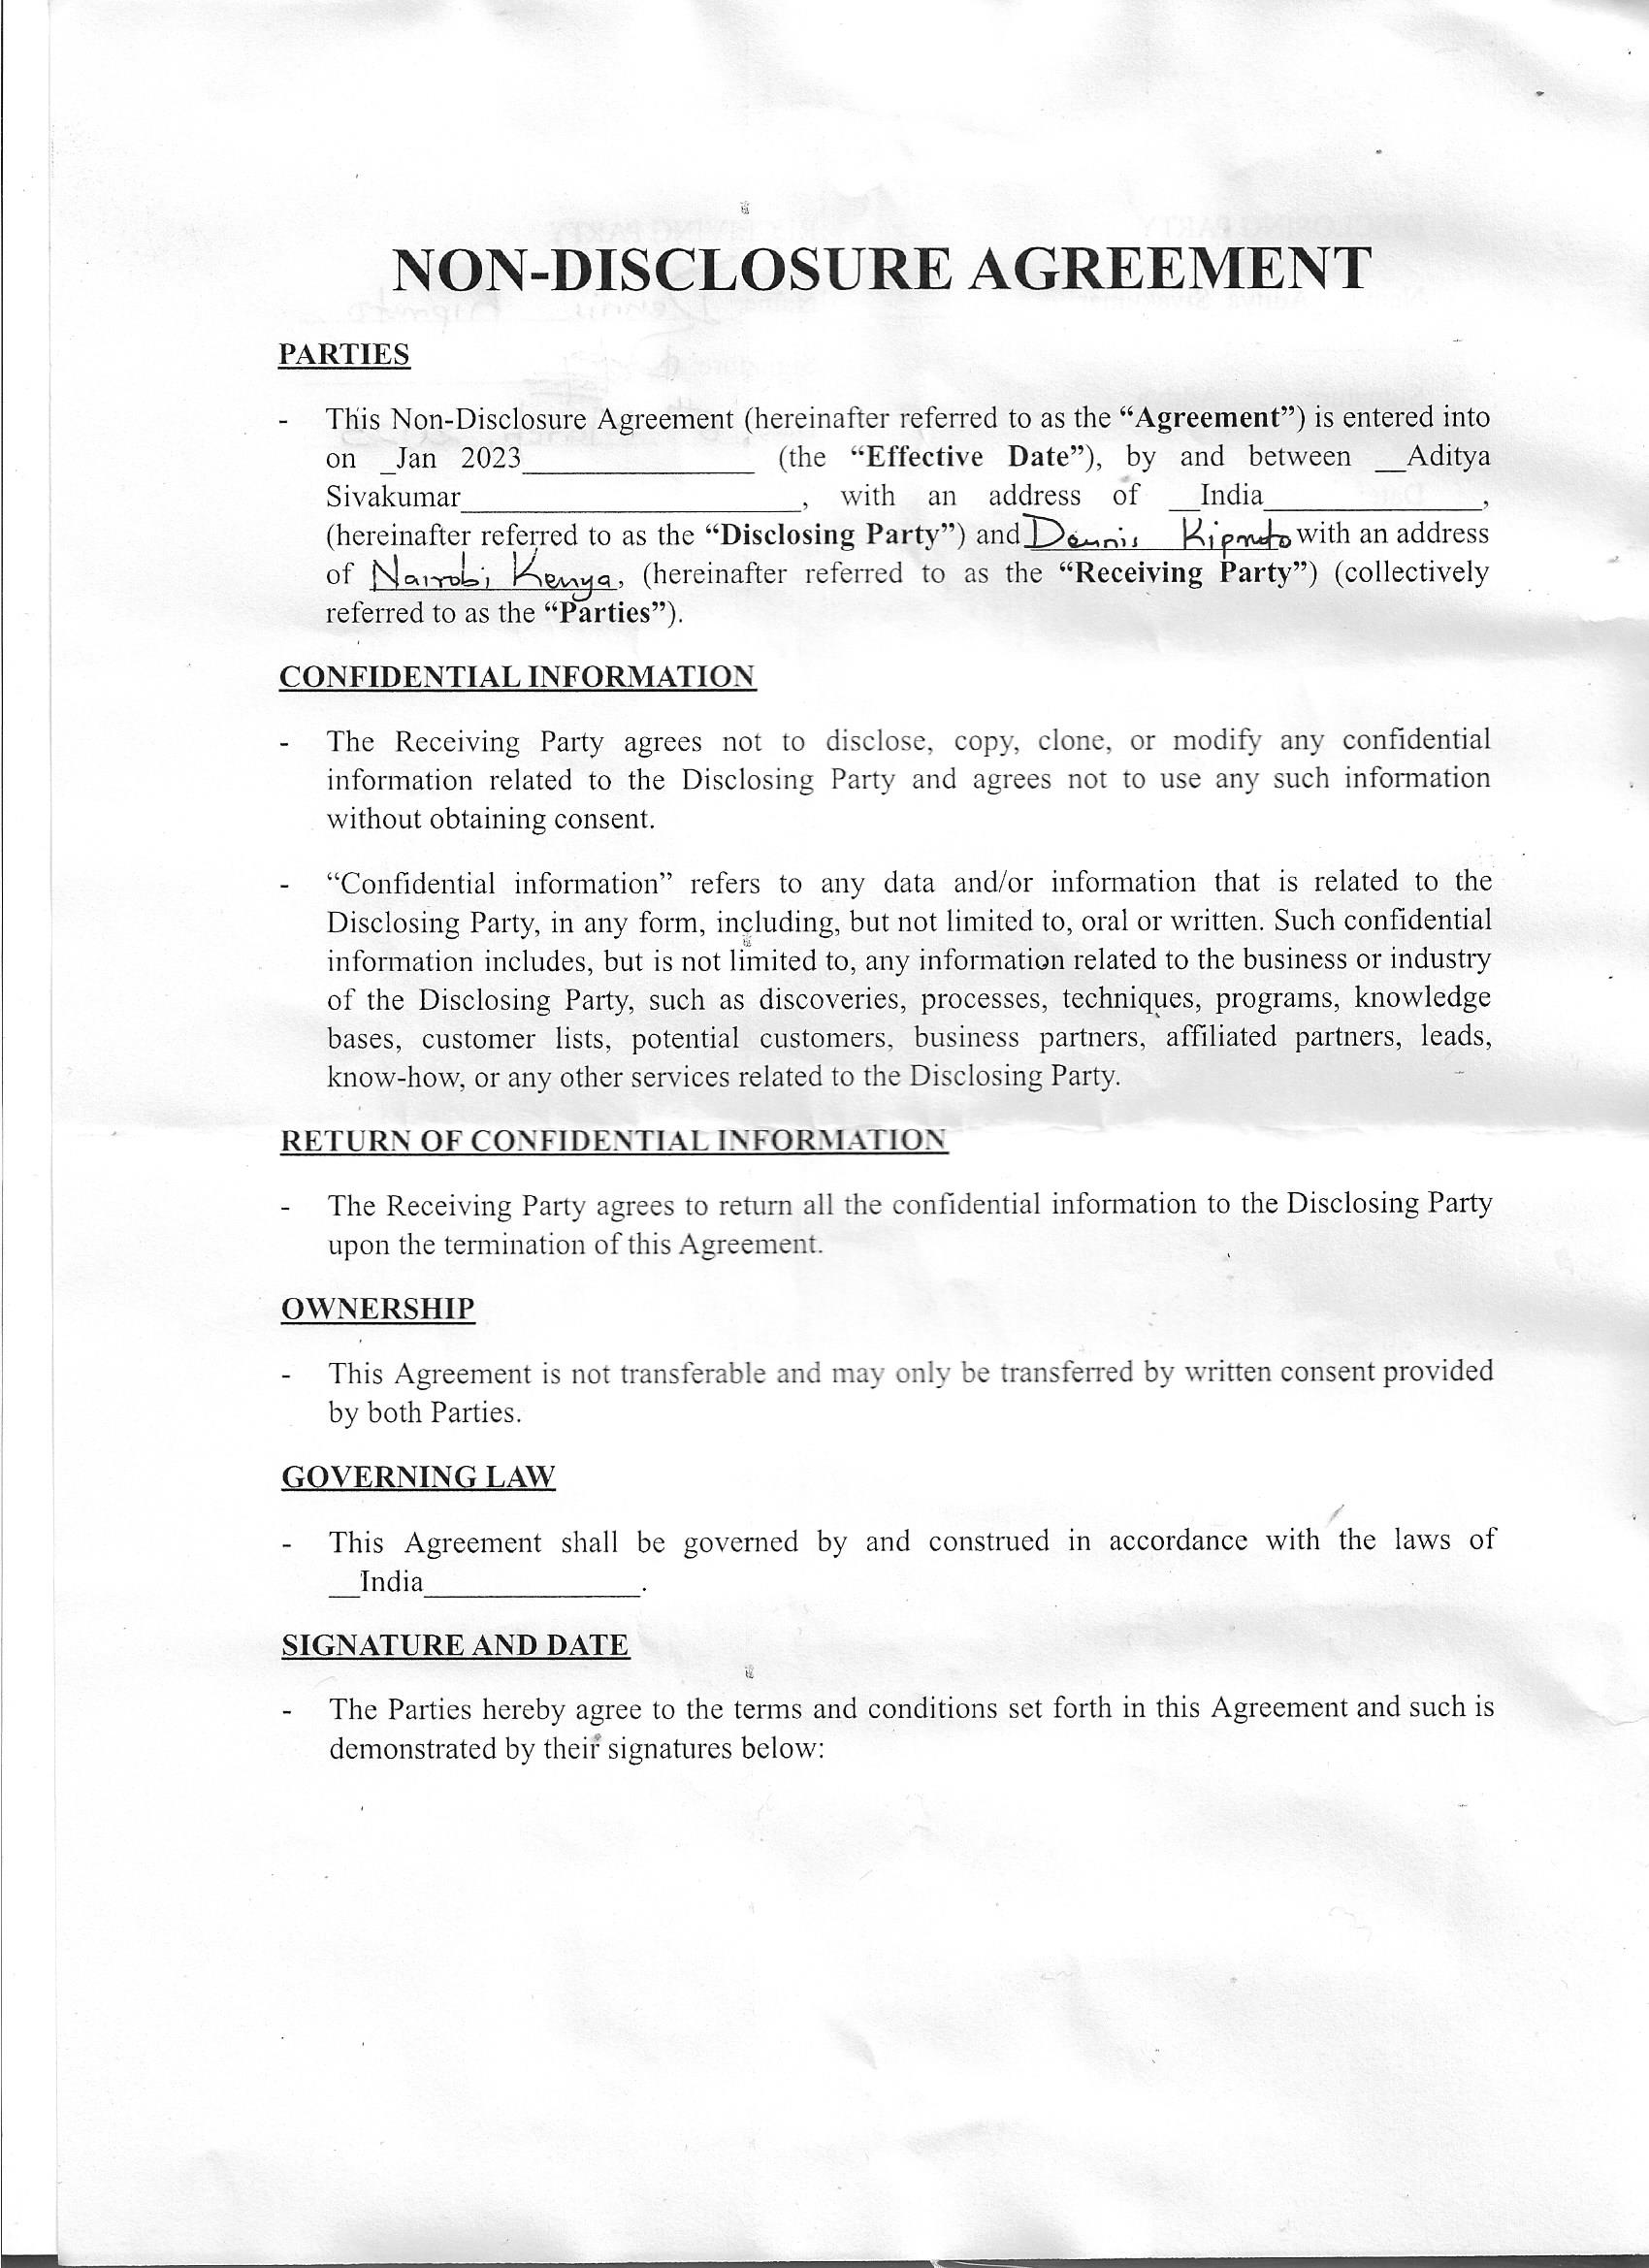 NON-DISCLOSURE AGREEMENT
PARTIES
- This Non-Disclosure Agreement (hereinafter referred to as the “Agreement”) is entered into
on _Jan 2023_______________ (the “Effective Date”), by and between __Aditya
Sivakumar______________________, with an address of __India______________,
(hereinafter referred to as the “Disclosing Party”) and Dennis Kipruto with an address
of Nairobi Kenya, (hereinafter referred to as the “Receiving Party”) (collectively
referred to as the “Parties”).
CONFIDENTIAL INFORMATION
- The Receiving Party agrees not to disclose, copy, clone, or modify any confidential
information related to the Disclosing Party and agrees not to use any such information
without obtaining consent.
- “Confidential information” refers to any data and/or information that is related to the
Disclosing Party, in any form, including, but not limited to, oral or written. Such confidential
information includes, but is not limited to, any information related to the business or industry
of the Disclosing Party, such as discoveries, processes, techniques, programs, knowledge
bases, customer lists, potential customers, business partners, affiliated partners, leads,
know-how, or any other services related to the Disclosing Party.
RETURN OF CONFIDENTIAL INFORMATION
- The Receiving Party agrees to return all the confidential information to the Disclosing Party
upon the termination of this Agreement.
OWNERSHIP
- This Agreement is not transferable and may only be transferred by written consent provided
by both Parties.
GOVERNING LAW
- This Agreement shall be governed by and construed in accordance with the laws of
__India______________.
SIGNATURE AND DATE
- The Parties hereby agree to the terms and conditions set forth in this Agreement and such is
demonstrated by their signatures below: